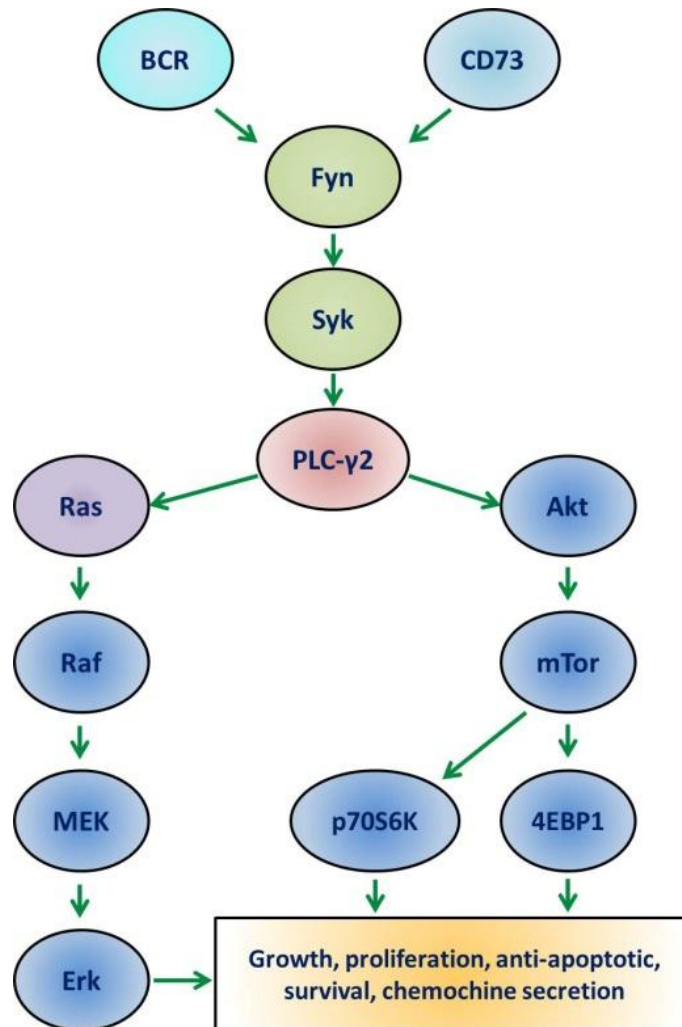 BCR
CD73
Fyn
Syk
PLC-γ2
Ras
Akt
Raf
mTor
MEK
p70S6K
4EBP1
Erk
Growth, proliferation, anti-apoptotic,
survival, chemochine secretion